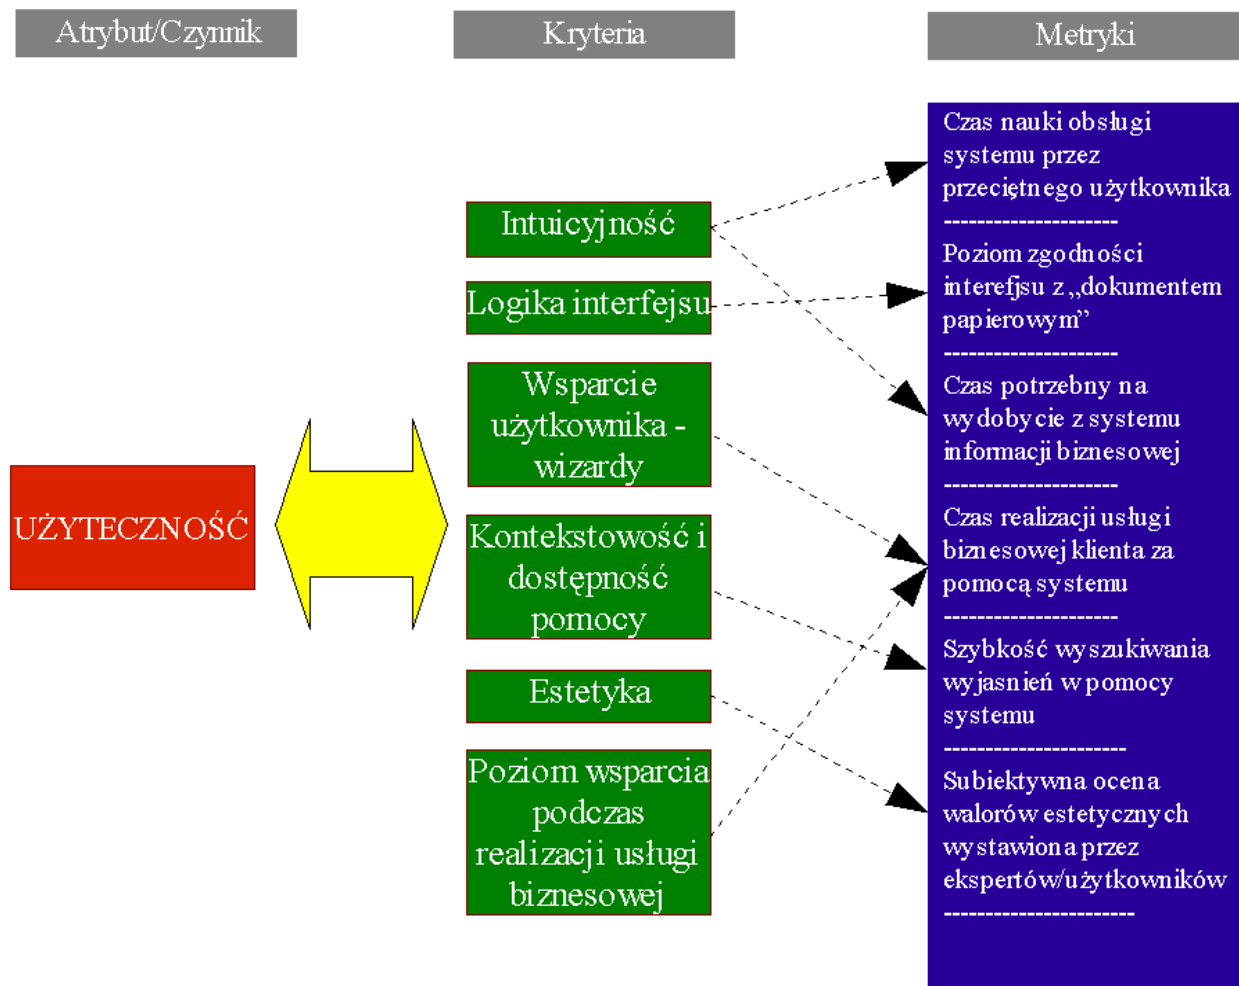 Atrybut/Czynnik
Kryteria
Metryki
UŻYTECZNOŚĆ
Intuicyjność
Logika interfejsu
Wsparcie
użytkownika -
wizardy
Kontekstowość i
dostępność
pomocy
Estetyka
Poziom wsparcia
podczas
realizacji usługi
biznesowej
Czas nauki obsługi
systemu przez
przeciętnego użytkownika
---------------------
Poziom zgodności
interefjsu z „dokumentem
papierowym”
---------------------
Czas potrzebny na
wydobycie z systemu
informacji biznesowej
---------------------
Czas realizacji usługi
biznesowej klienta za
pomocą systemu
---------------------
Szybkość wyszukiwania
wyjasnień w pomocy
systemu
----------------------
Subiektywna ocena
walorów estetycznych
wystawiona przez
ekspertów/użytkowników
-----------------------